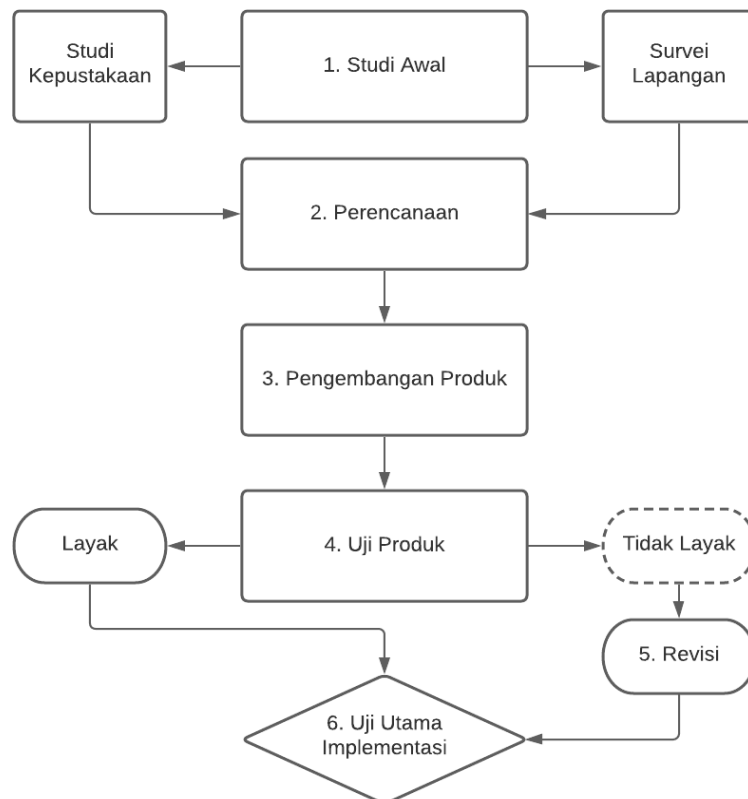 Studi
Kepustakaan
1. Studi Awal
Survei
Lapangan
2. Perencanaan
3. Pengembangan Produk
Layak
4. Uji Produk
Tidak Layak
5. Revisi
6. Uji Utama
Implementasi